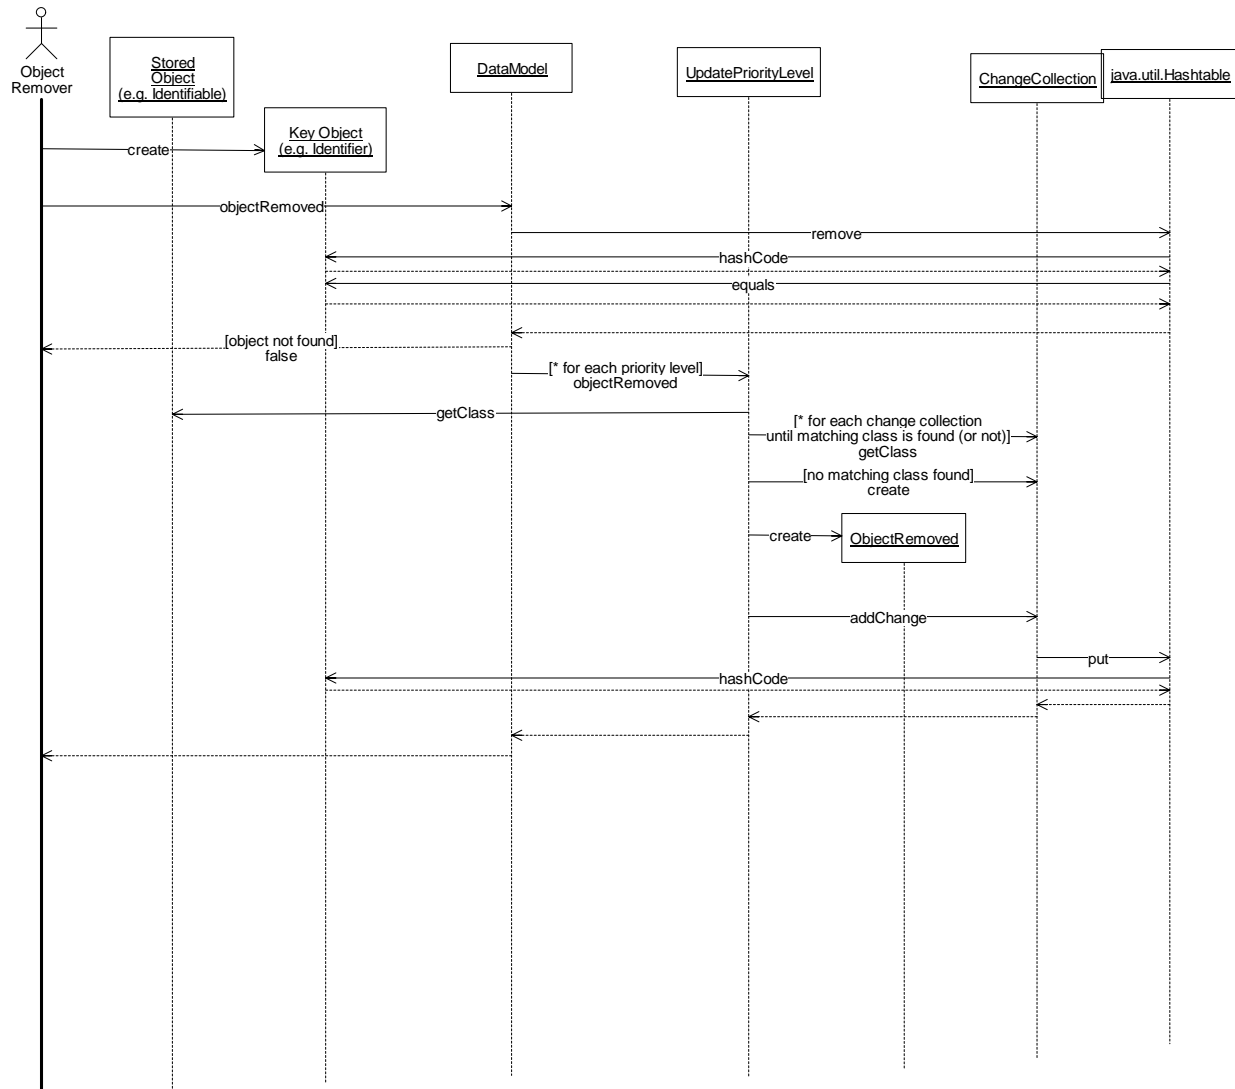 Object
Remover
Stored
Object
(e.g. Identifiable)
DataModel
UpdatePriorityLevel
ChangeCollection
java.util.Hashtable
Key Object
(e.g. Identifier)
create
objectRemoved
remove
hashCode
equals
[object not found]
false
[* for each priority level]
objectRemoved
getClass
[* for each change collection
until matching class is found (or not)]
getClass
[no matching class found]
create
create
ObjectRemoved
addChange
put
hashCode